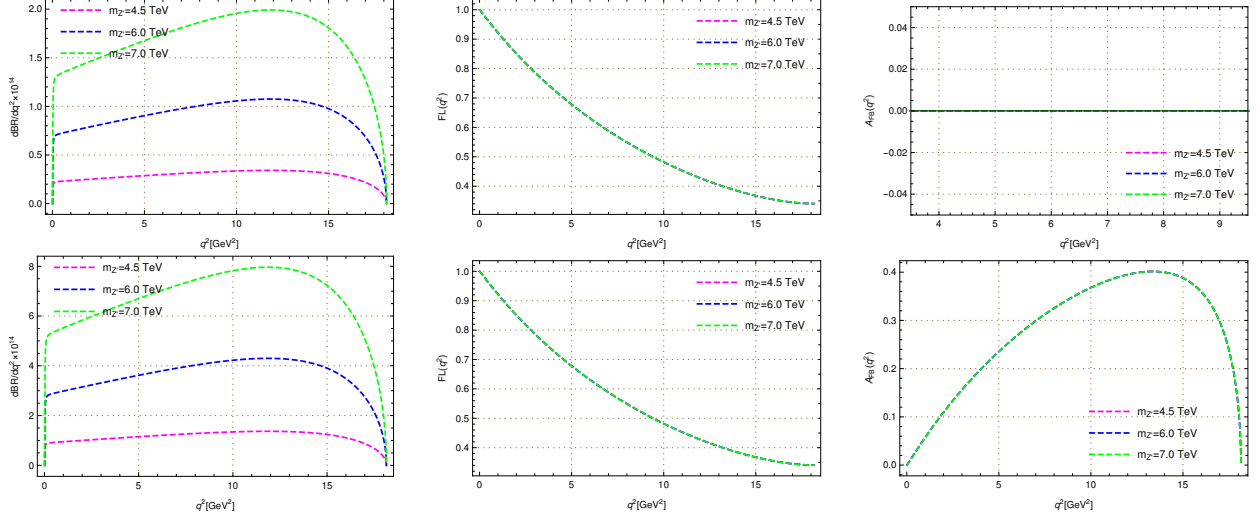 dBR/dq²×10¹⁴
2.0
1.5
1.0
0.5
0.0
0
5
10
15
q²[GeV²]
m_Z'=4.5 TeV
m_Z'=6.0 TeV
m_Z'=7.0 TeV
FL(q²)
1.0
0.9
0.8
0.7
0.6
0.5
0.4
0
5
10
15
q²[GeV²]
m_Z'=4.5 TeV
m_Z'=6.0 TeV
m_Z'=7.0 TeV
A_FB(q²)
0.04
0.02
0.00
-0.02
-0.04
4
5
6
7
8
9
q²[GeV²]
m_Z'=4.5 TeV
m_Z'=6.0 TeV
m_Z'=7.0 TeV
dBR/dq²×10¹⁴
8
6
4
2
0
0
5
10
15
q²[GeV²]
m_Z'=4.5 TeV
m_Z'=6.0 TeV
m_Z'=7.0 TeV
FL(q²)
1.0
0.9
0.8
0.7
0.6
0.5
0.4
0
5
10
15
q²[GeV²]
m_Z'=4.5 TeV
m_Z'=6.0 TeV
m_Z'=7.0 TeV
A_FB(q²)
0.4
0.3
0.2
0.1
0.0
0
5
10
15
q²[GeV²]
m_Z'=4.5 TeV
m_Z'=6.0 TeV
m_Z'=7.0 TeV